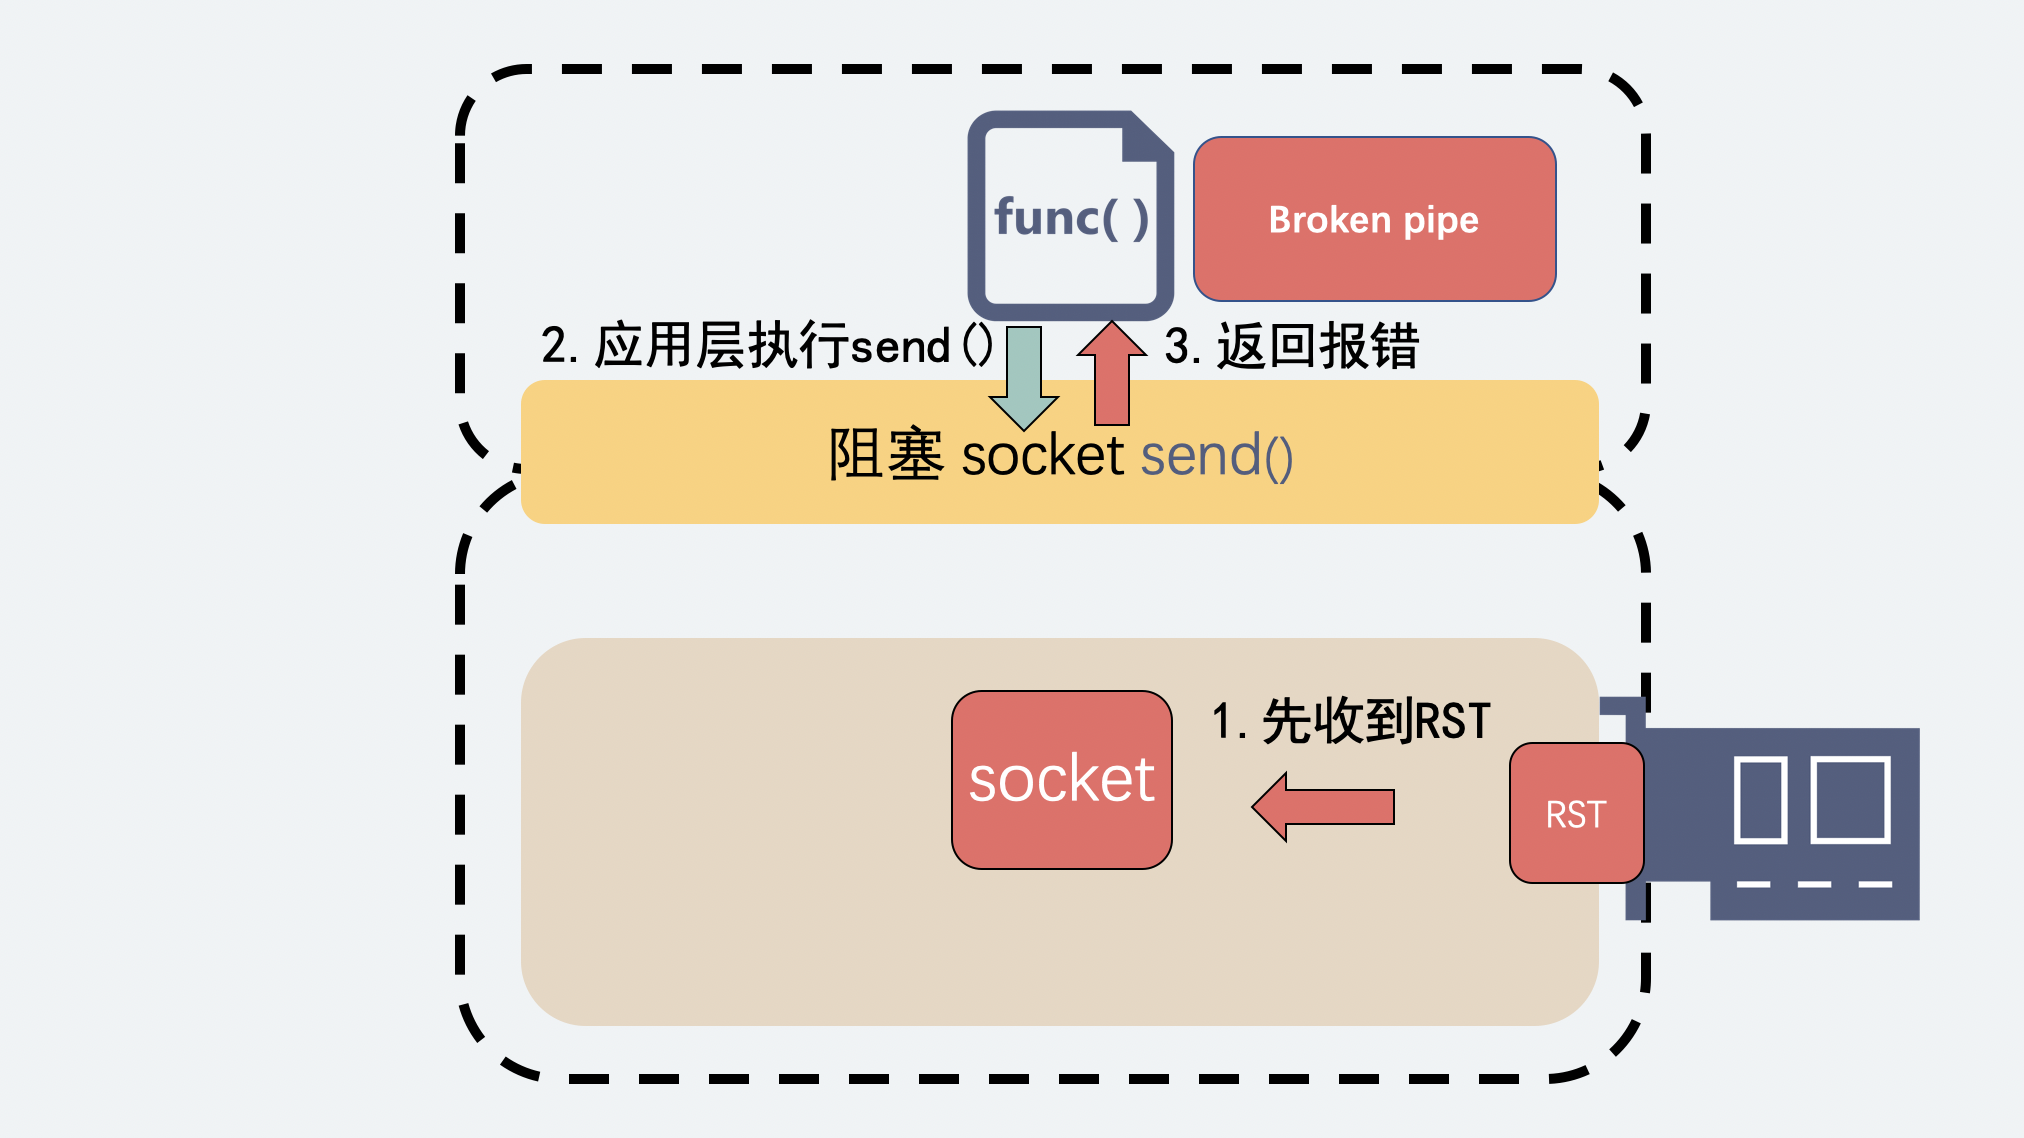 func( )
Broken pipe
2. 应用层执行send()
3. 返回报错
阻塞 socket send()
1. 先收到RST
socket
RST